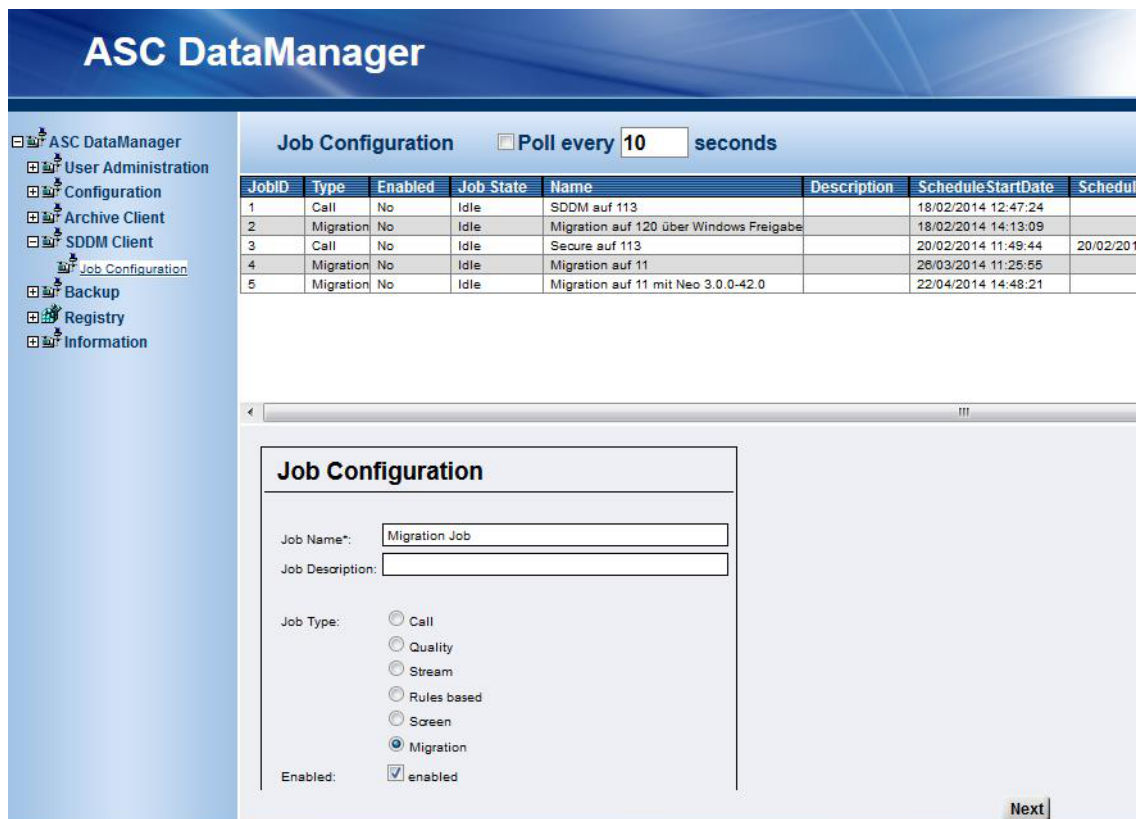 ASC DataManager
ASC DataManager
User Administration
Configuration
Archive Client
SDDM Client
Job Configuration
Backup
Registry
Information
Job Configuration Poll every 10 seconds
JobID Type Enabled Job State Name Description ScheduleStartDate Schedul
1 Call No Idle SDDM auf 113 18/02/2014 12:47:24
2 Migration No Idle Migration auf 120 über Windows Freigabe 18/02/2014 14:13:09
3 Call No Idle Secure auf 113 20/02/2014 11:49:44 20/02/201
4 Migration No Idle Migration auf 11 26/03/2014 11:25:55
5 Migration No Idle Migration auf 11 mit Neo 3.0.0-42.0 22/04/2014 14:48:21
Job Configuration
Job Name*: Migration Job
Job Description:
Job Type: Call
Quality
Stream
Rules based
Screen
Migration
Enabled: enabled
Next